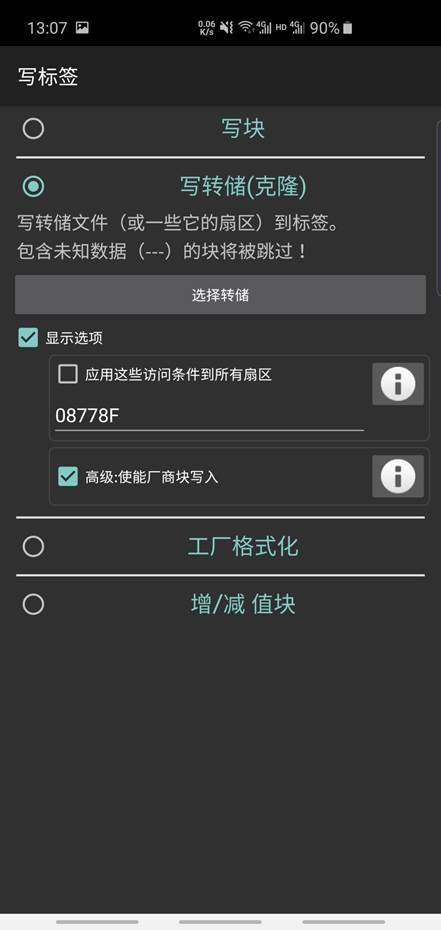 13:07 0.06 K/s 4G HD 4G 90%
写标签
写块
写转储(克隆)
写转储文件（或一些它的扇区）到标签。
包含未知数据（---）的块将被跳过！
选择转储
显示选项
应用这些访问条件到所有扇区
08778F
高级:使能厂商块写入
工厂格式化
增/减 值块